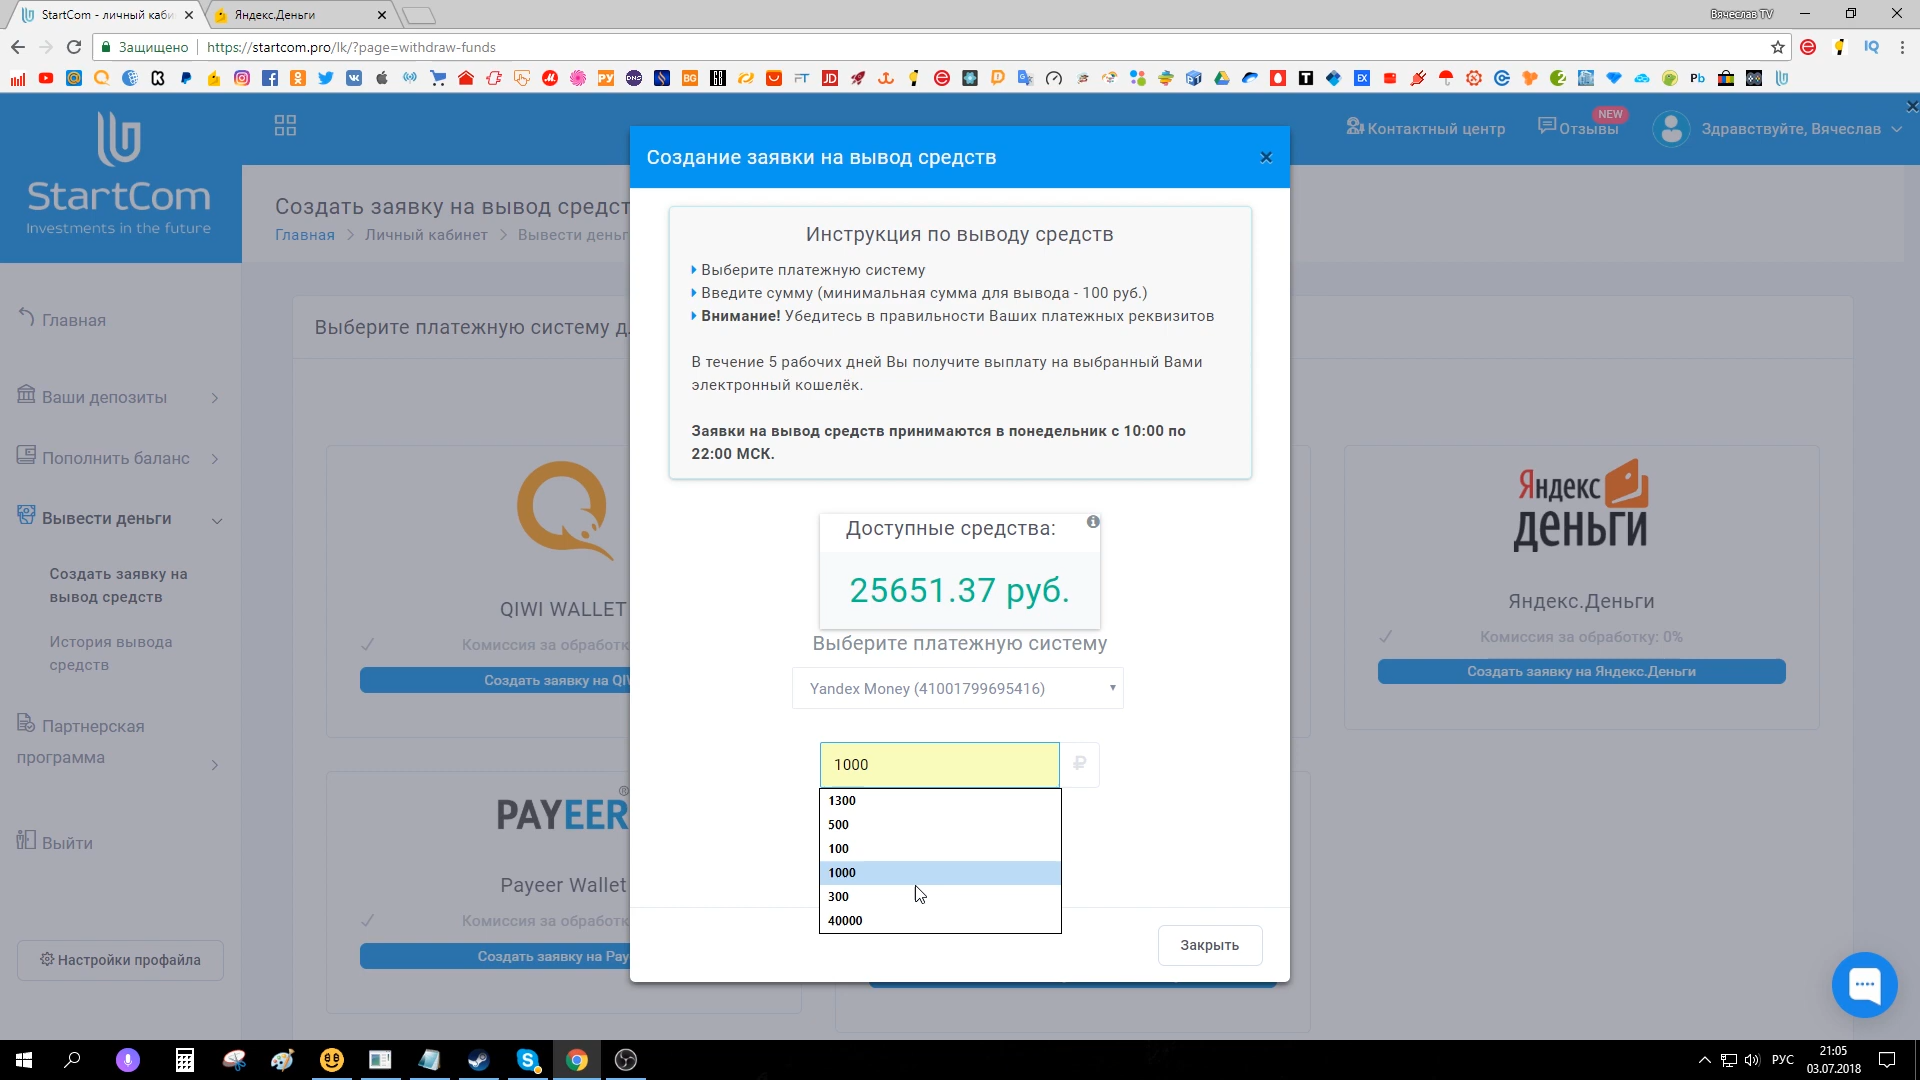 StartCom - личный каби
Яндекс.Деньги
Вячеслав TV
Защищено
https://startcom.pro/lk/?page=withdraw-funds
StartCom
Investments in the future
Контактный центр
Отзывы
NEW
Здравствуйте, Вячеслав
Создать заявку на вывод средст
Главная > Личный кабинет > Вывести деньг
Главная
Ваши депозиты
Пополнить баланс
Вывести деньги
Создать заявку на
вывод средств
История вывода
средств
Партнерская
программа
Выйти
Настройки профайла
Выберите платежную систему д
QIWI WALLET
Комиссия за обработк
Создать заявку на QI
PAYEER®
Payeer Wallet
Комиссия за обработк
Создать заявку на Pay
Создание заявки на вывод средств
Инструкция по выводу средств
Выберите платежную систему
Введите сумму (минимальная сумма для вывода - 100 руб.)
Внимание! Убедитесь в правильности Ваших платежных реквизитов
В течение 5 рабочих дней Вы получите выплату на выбранный Вами
электронный кошелёк.
Заявки на вывод средств принимаются в понедельник с 10:00 по
22:00 МСК.
Доступные средства:
25651.37 руб.
Выберите платежную систему
Yandex Money (41001799695416)
1000
₽
1300
500
100
1000
300
40000
Закрыть
Яндекс
деньги
Яндекс.Деньги
Комиссия за обработку: 0%
Создать заявку на Яндекс.Деньги
РУС
21:05
03.07.2018